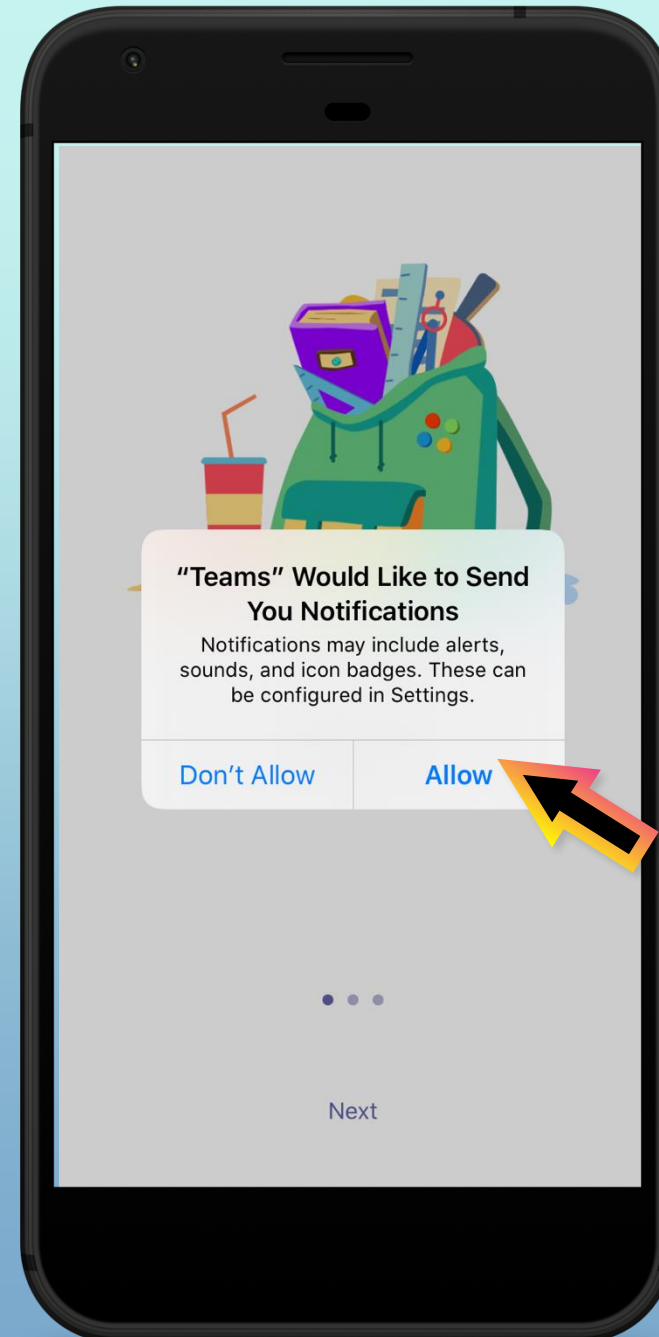 “Teams” Would Like to Send
You Notifications
Notifications may include alerts,
sounds, and icon badges. These can
be configured in Settings.
Don’t Allow
Allow
Next